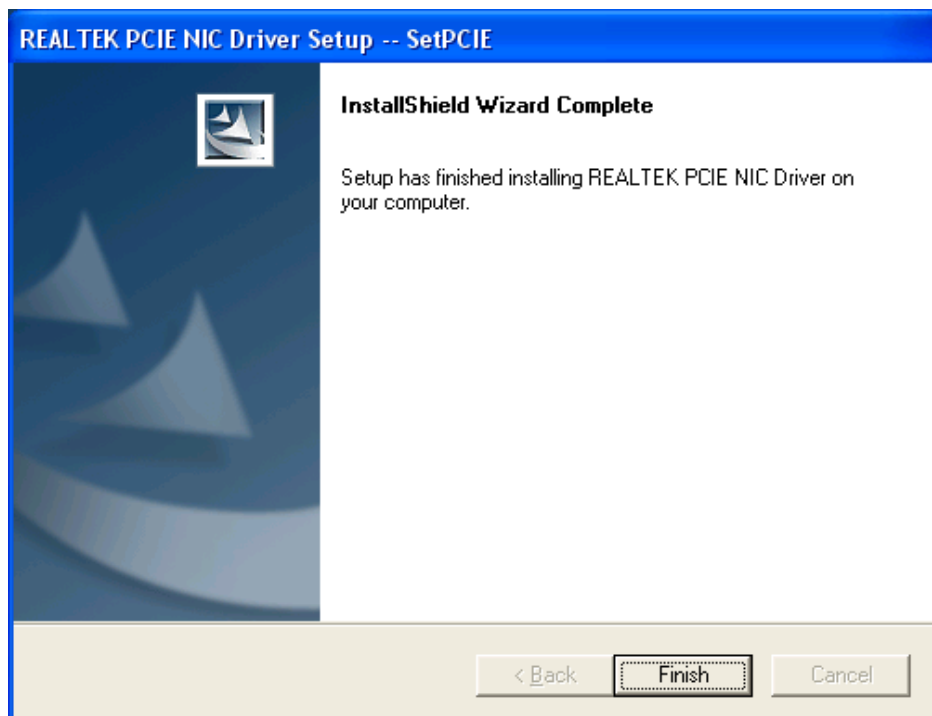 REALTEK PCIE NIC Driver Setup -- SetPCIE
InstallShield Wizard Complete
Setup has finished installing REALTEK PCIE NIC Driver on
your computer.
< Back
Finish
Cancel